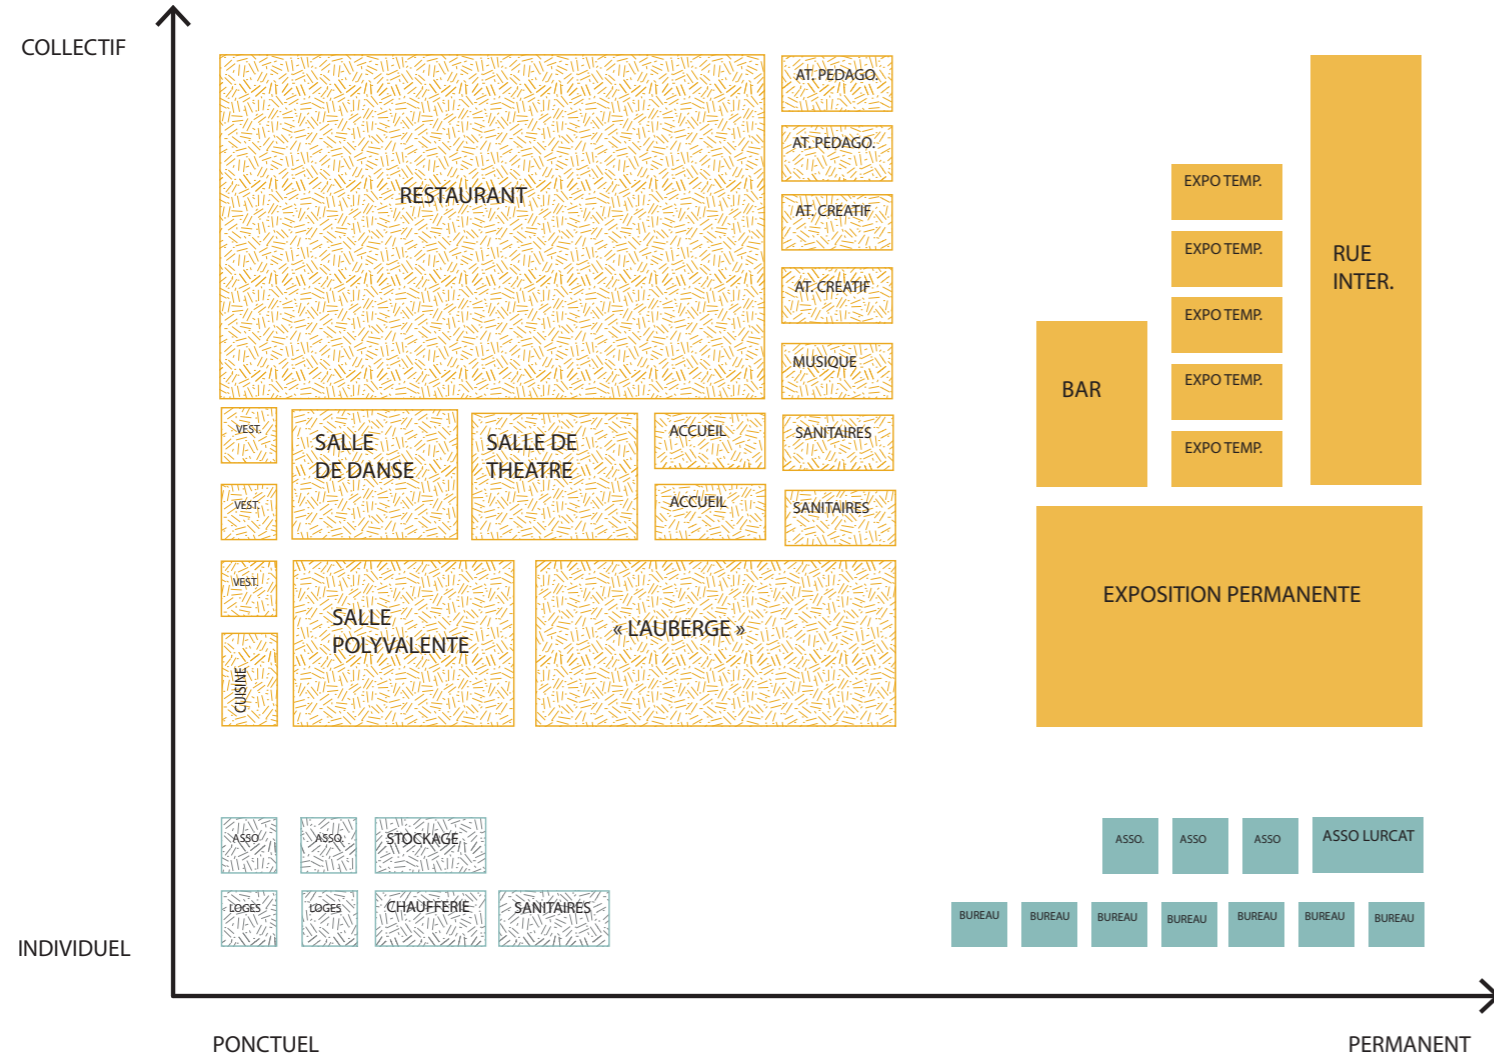 COLLECTIF
RESTAURANT
AT. PEDAGO.
AT. PEDAGO.
AT. CREATIF
AT. CREATIF
MUSIQUE
VEST.
SALLE
DE DANSE
SALLE DE
THEATRE
ACCUEIL
SANITAIRES
VEST.
ACCUEIL
SANITAIRES
VEST.
CUISINE
SALLE
POLYVALENTE
« L'AUBERGE »
EXPO TEMP.
EXPO TEMP.
EXPO TEMP.
EXPO TEMP.
EXPO TEMP.
RUE
INTER.
BAR
EXPOSITION PERMANENTE
ASSO
ASSO.
STOCKAGE
LOGES
LOGES
CHAUFFERIE
SANITAIRES
ASSO.
ASSO
ASSO
ASSO LURCAT
BUREAU
BUREAU
BUREAU
BUREAU
BUREAU
BUREAU
BUREAU
INDIVIDUEL
PONCTUEL
PERMANENT